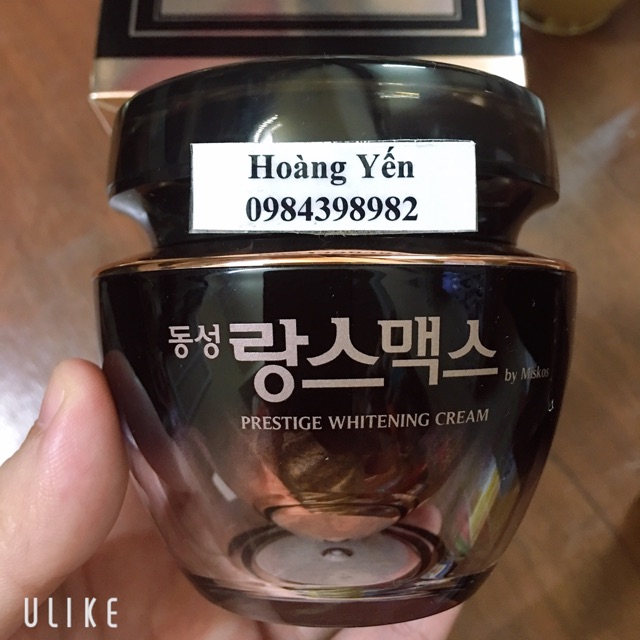 Hoàng Yến
0984398982
동성 랑스맥스 by Miskos
PRESTIGE WHITENING CREAM
ULIKE